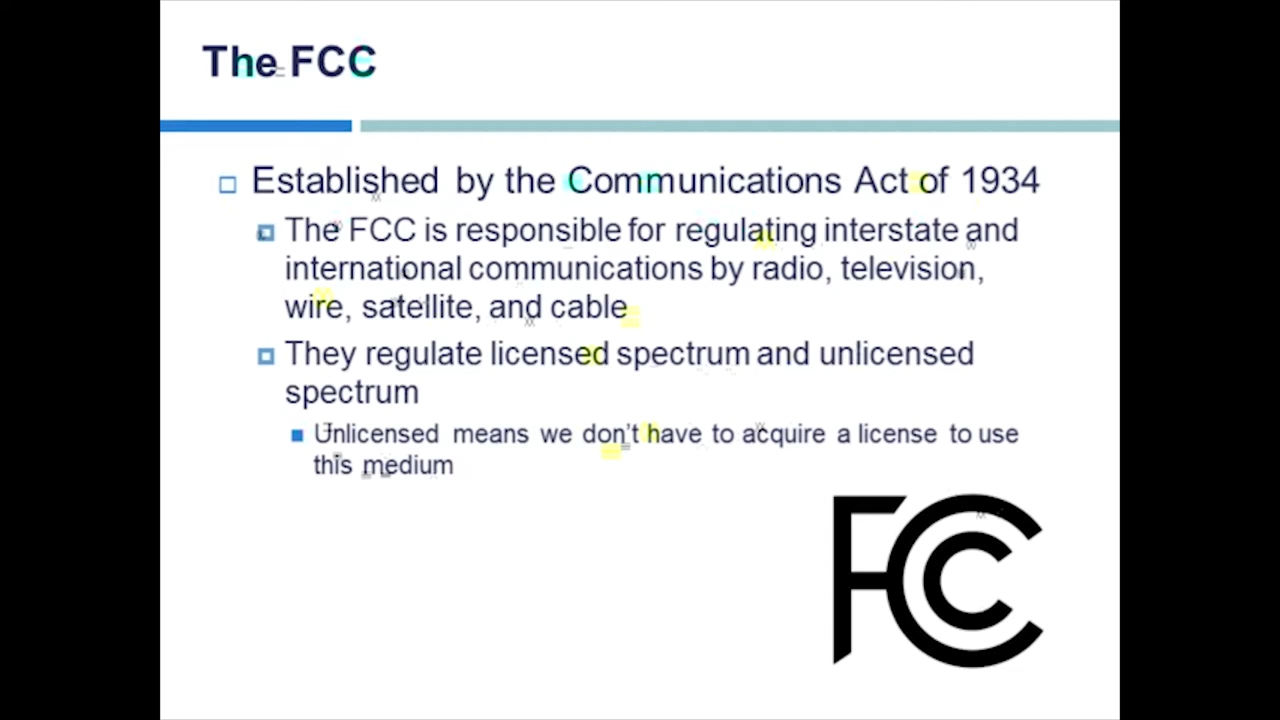 The FCC
Established by the Communications Act of 1934
The FCC is responsible for regulating interstate and
international communications by radio, television,
wire, satellite, and cable
They regulate licensed spectrum and unlicensed
spectrum
Unlicensed means we don't have to acquire a license to use
this medium
FCC